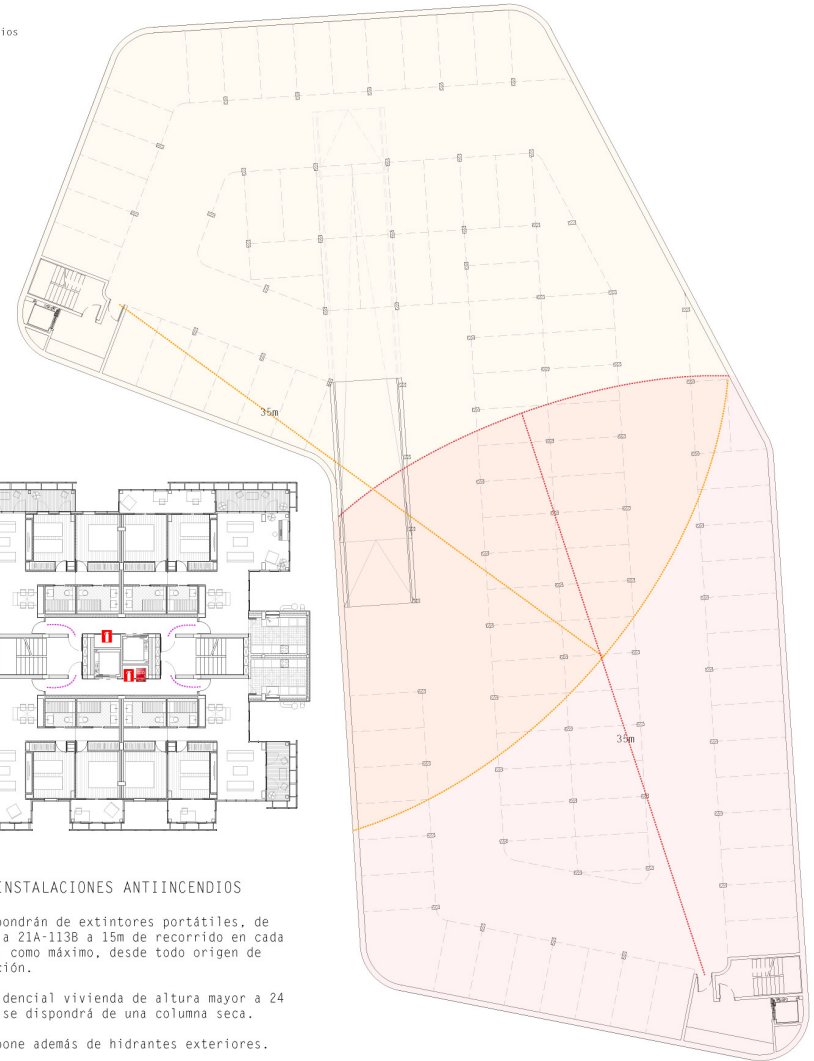 ios
35m
35m
INSTALACIONES ANTIINCENDIOS
pondrán de extintores portátiles, de
a 21A-113B a 15m de recorrido en cada
, como máximo, desde todo origen de
ción.
dencial vivienda de altura mayor a 24
se dispondrá de una columna seca.
pone además de hidrantes exteriores.